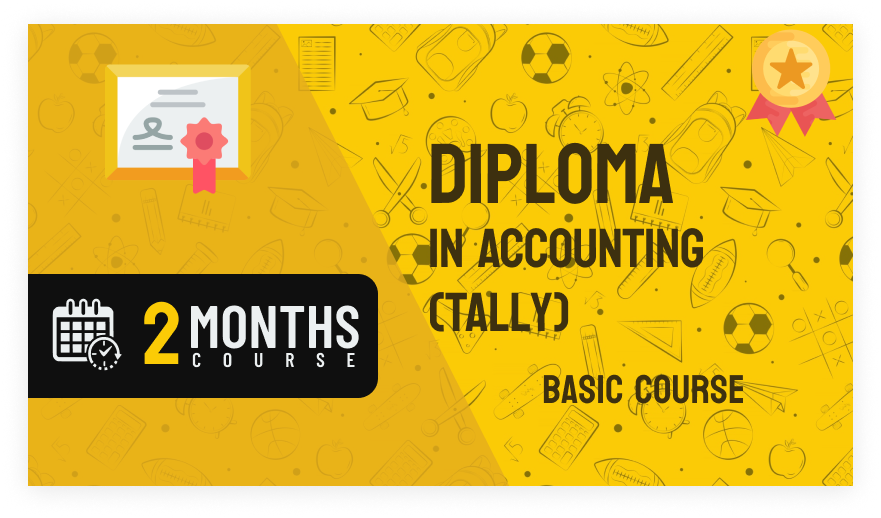 DIPLOMA
IN ACCOUNTING
(TALLY)
2 MONTHS
COURSE
BASIC COURSE